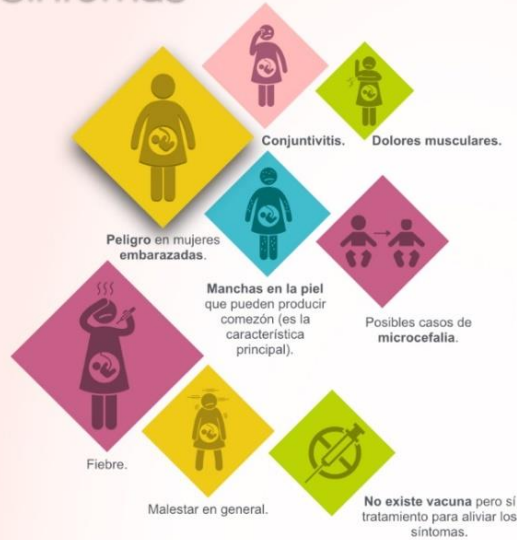 Síntomas
Conjuntivitis.
Dolores musculares.
Peligro en mujeres
embarazadas.
Manchas en la piel
que pueden producir
comezón (es la
característica
principal).
Posibles casos de
microcefalia.
Fiebre.
Malestar en general.
No existe vacuna pero sí
tratamiento para aliviar los
síntomas.